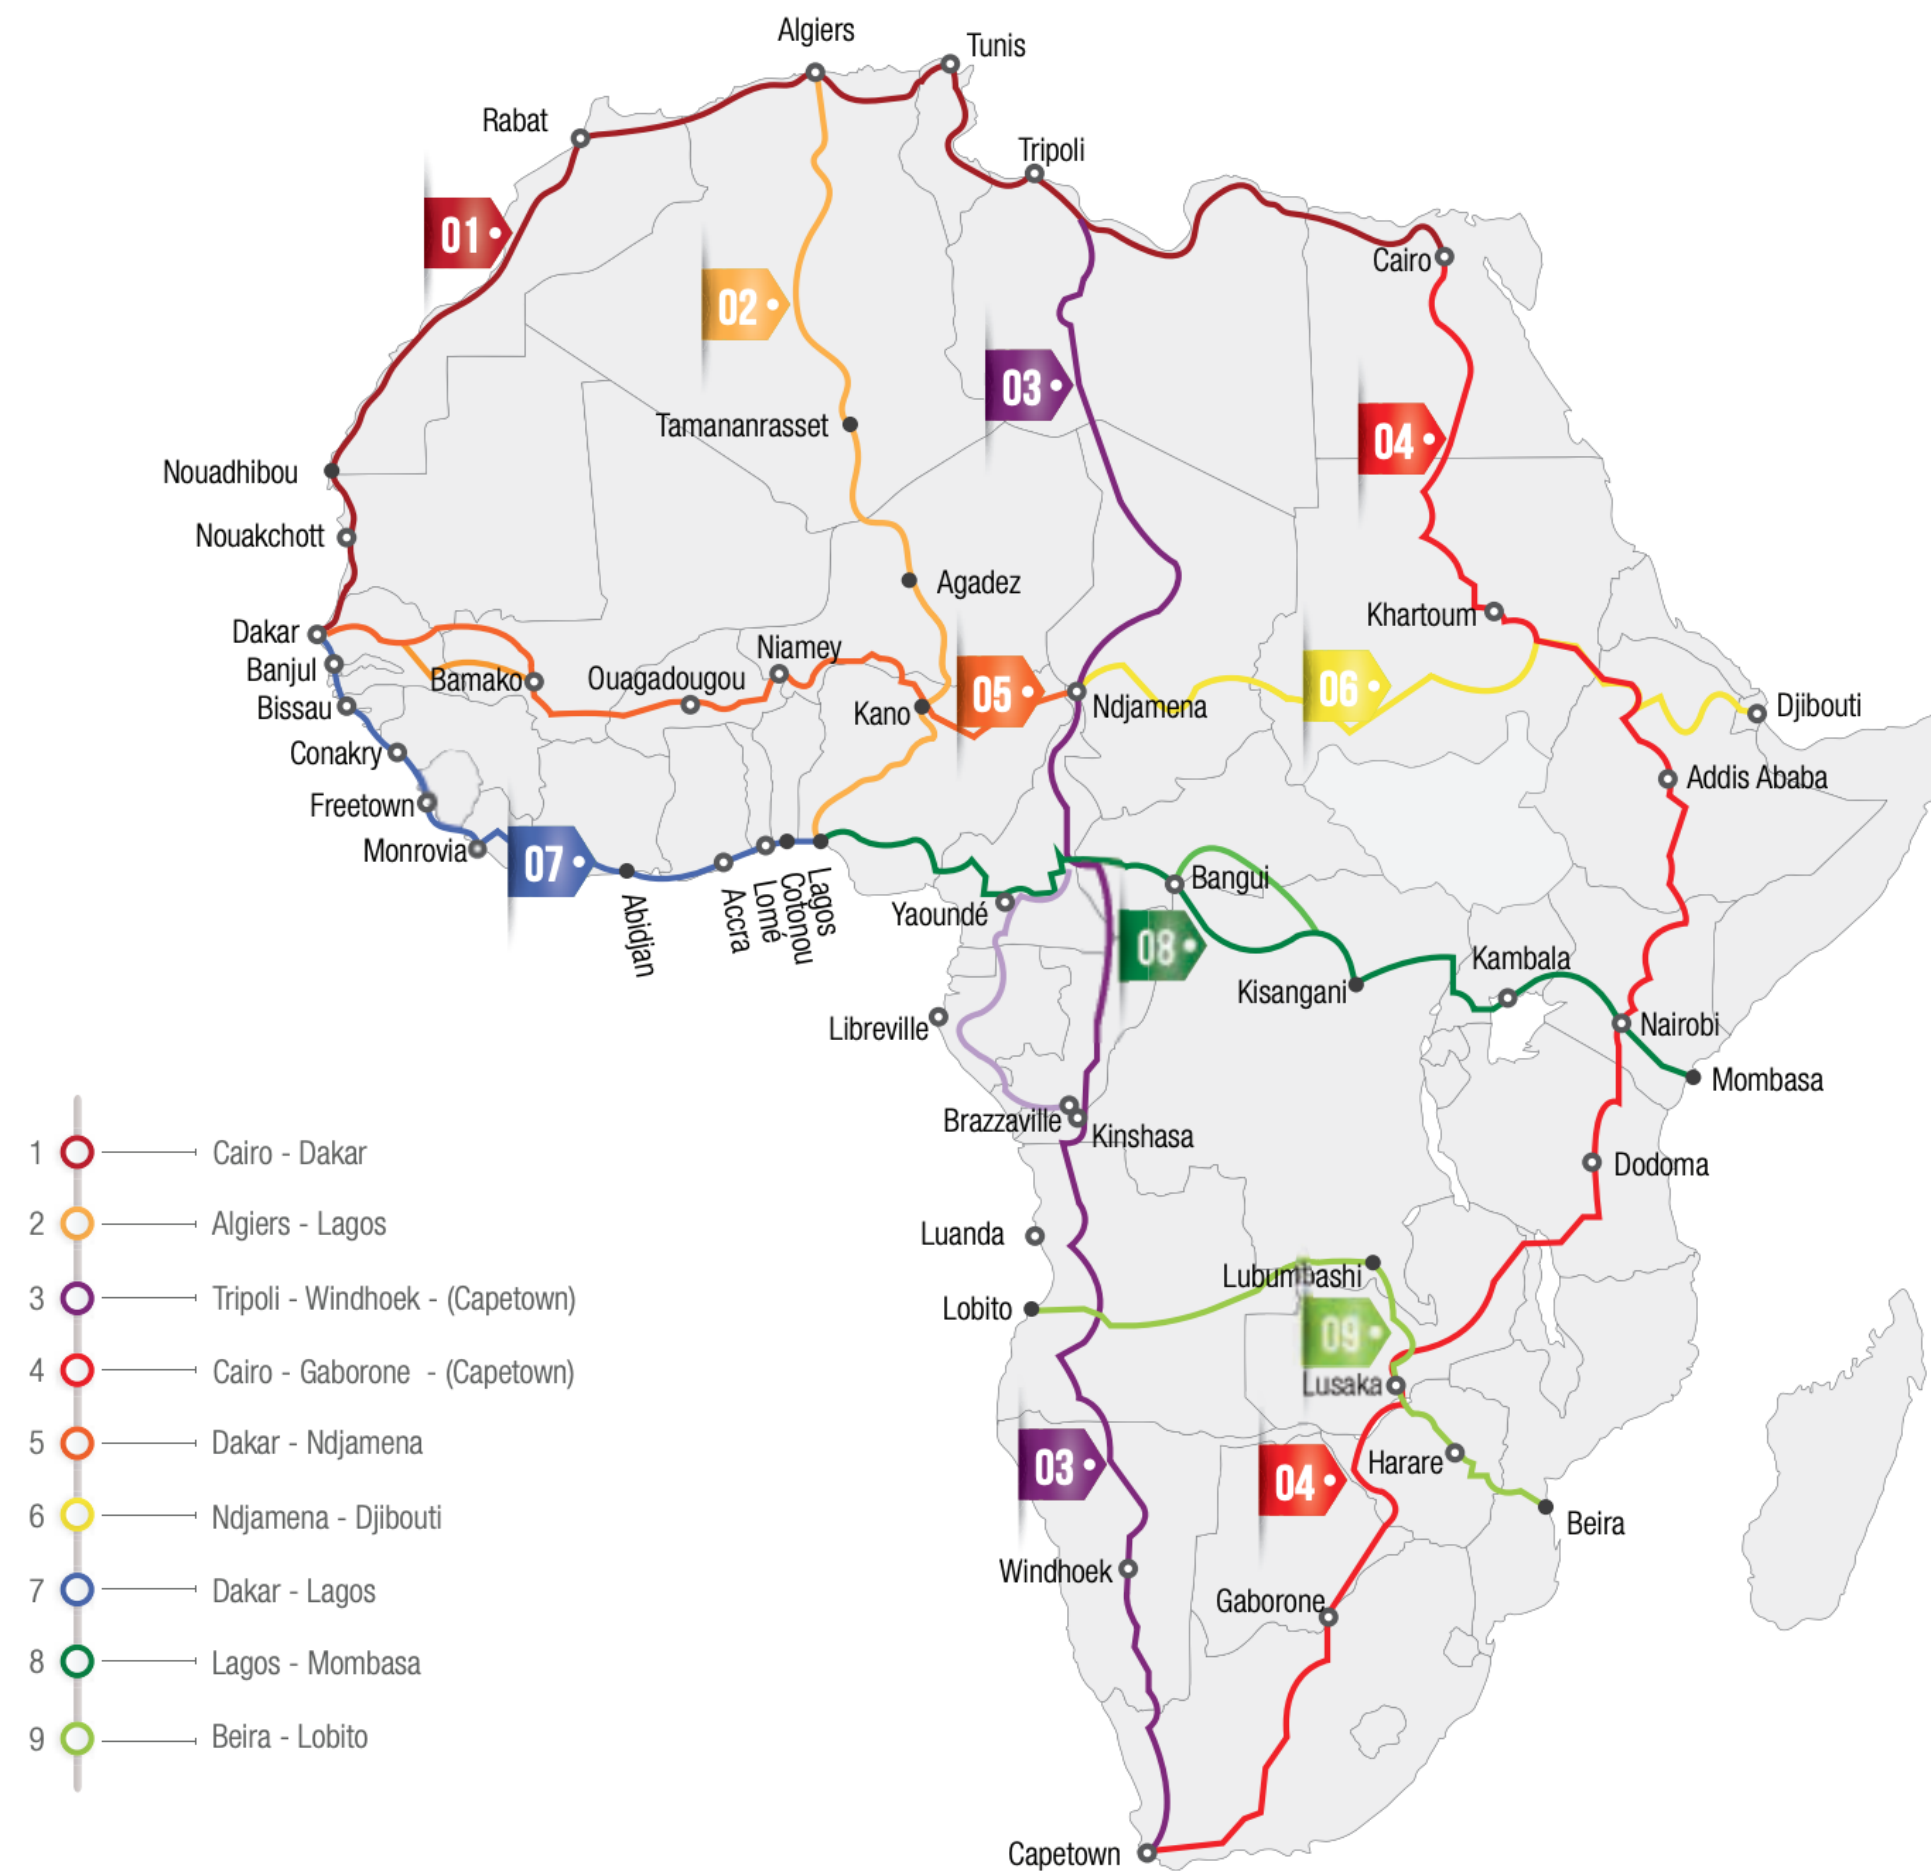 Algiers
Tunis
Rabat
Tripoli
01
Cairo
02
03
Tamananrasset
04
Nouadhibou
Nouakchott
Agadez
Khartoum
Dakar
Niamey
Banjul
Bamako
Ouagadougou
05
06
Bissau
Kano
Ndjamena
Djibouti
Conakry
Addis Ababa
Freetown
Monrovia
07
Lagos
Cotonou
Lomé
Accra
Abidjan
Bangui
Yaoundé
08
Kambala
Kisangani
Libreville
Nairobi
Mombasa
Brazzaville
Kinshasa
Dodoma
Luanda
Lubumbashi
Lobito
09
Lusaka
03
04
Harare
Beira
Windhoek
Gaborone
Capetown
1 Cairo - Dakar
2 Algiers - Lagos
3 Tripoli - Windhoek - (Capetown)
4 Cairo - Gaborone - (Capetown)
5 Dakar - Ndjamena
6 Ndjamena - Djibouti
7 Dakar - Lagos
8 Lagos - Mombasa
9 Beira - Lobito